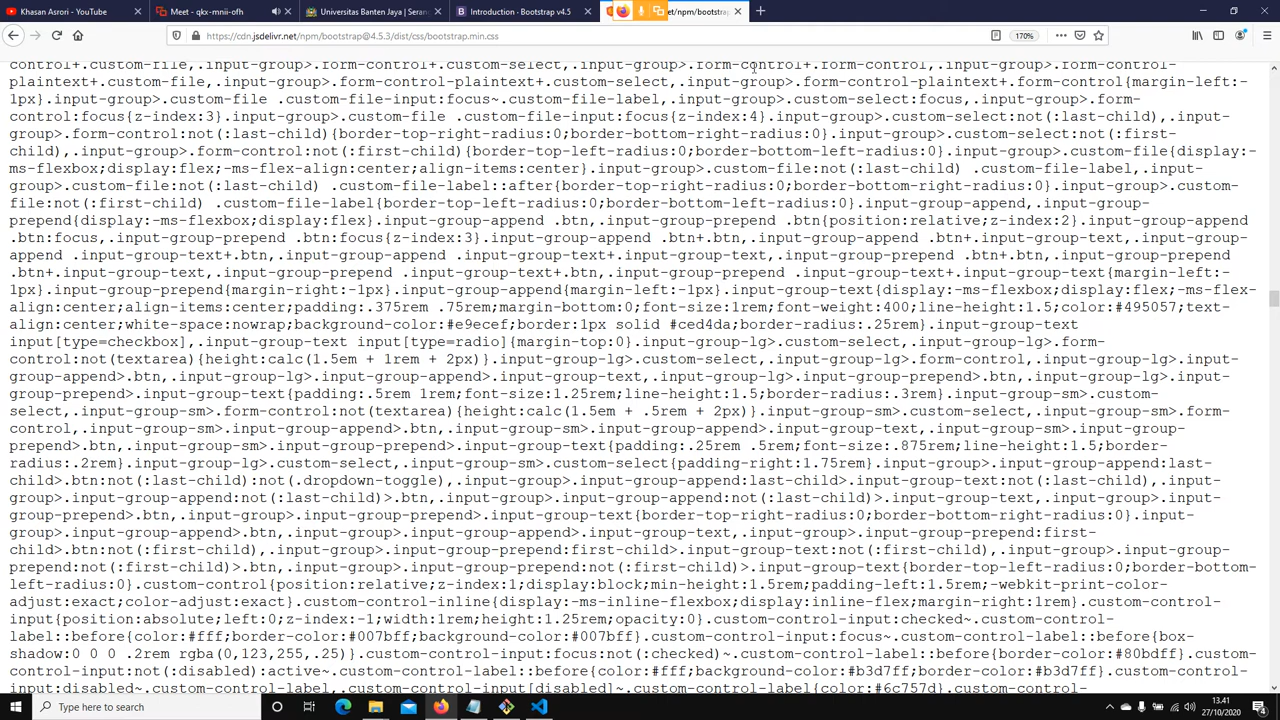 Khasan Asrori - YouTube
Meet - qkx-mnii-ofh
Universitas Banten Jaya | Seran
Introduction - Bootstrap v4.5
et/npm/bootstrap
https://cdn.jsdelivr.net/npm/bootstrap@4.5.3/dist/css/bootstrap.min.css
170%
control+.custom-file,.input-group>.form-control+.custom-select,.input-group>.form-control+.form-control,.input-group>.form-control-
plaintext+.custom-file,.input-group>.form-control-plaintext+.custom-select,.input-group>.form-control-plaintext+.form-control{margin-left:-
1px}.input-group>.custom-file .custom-file-input:focus~.custom-file-label,.input-group>.custom-select:focus,.input-group>.form-
control:focus{z-index:3}.input-group>.custom-file .custom-file-input:focus{z-index:4}.input-group>.custom-select:not(:last-child),.input-
group>.form-control:not(:last-child){border-top-right-radius:0;border-bottom-right-radius:0}.input-group>.custom-select:not(:first-
child),.input-group>.form-control:not(:first-child){border-top-left-radius:0;border-bottom-left-radius:0}.input-group>.custom-file{display:-
ms-flexbox;display:flex;-ms-flex-align:center;align-items:center}.input-group>.custom-file:not(:last-child) .custom-file-label,.input-
group>.custom-file:not(:last-child) .custom-file-label::after{border-top-right-radius:0;border-bottom-right-radius:0}.input-group>.custom-
file:not(:first-child) .custom-file-label{border-top-left-radius:0;border-bottom-left-radius:0}.input-group-append,.input-group-
prepend{display:-ms-flexbox;display:flex}.input-group-append .btn,.input-group-prepend .btn{position:relative;z-index:2}.input-group-append
.btn:focus,.input-group-prepend .btn:focus{z-index:3}.input-group-append .btn+.btn,.input-group-append .btn+.input-group-text,.input-group-
append .input-group-text+.btn,.input-group-append .input-group-text+.input-group-text,.input-group-prepend .btn+.btn,.input-group-prepend
.btn+.input-group-text,.input-group-prepend .input-group-text+.btn,.input-group-prepend .input-group-text+.input-group-text{margin-left:-
1px}.input-group-prepend{margin-right:-1px}.input-group-append{margin-left:-1px}.input-group-text{display:-ms-flexbox;display:flex;-ms-flex-
align:center;align-items:center;padding:.375rem .75rem;margin-bottom:0;font-size:1rem;font-weight:400;line-height:1.5;color:#495057;text-
align:center;white-space:nowrap;background-color:#e9ecef;border:1px solid #ced4da;border-radius:.25rem}.input-group-text
input[type=checkbox],.input-group-text input[type=radio]{margin-top:0}.input-group-lg>.custom-select,.input-group-lg>.form-
control:not(textarea){height:calc(1.5em + 1rem + 2px)}.input-group-lg>.custom-select,.input-group-lg>.form-control,.input-group-lg>.input-
group-append>.btn,.input-group-lg>.input-group-append>.input-group-text,.input-group-lg>.input-group-prepend>.btn,.input-group-lg>.input-
group-prepend>.input-group-text{padding:.5rem 1rem;font-size:1.25rem;line-height:1.5;border-radius:.3rem}.input-group-sm>.custom-
select,.input-group-sm>.form-control:not(textarea){height:calc(1.5em + .5rem + 2px)}.input-group-sm>.custom-select,.input-group-sm>.form-
control,.input-group-sm>.input-group-append>.btn,.input-group-sm>.input-group-append>.input-group-text,.input-group-sm>.input-group-
prepend>.btn,.input-group-sm>.input-group-prepend>.input-group-text{padding:.25rem .5rem;font-size:.875rem;line-height:1.5;border-
radius:.2rem}.input-group-lg>.custom-select,.input-group-sm>.custom-select{padding-right:1.75rem}.input-group>.input-group-append:last-
child>.btn:not(:last-child):not(.dropdown-toggle),.input-group>.input-group-append:last-child>.input-group-text:not(:last-child),.input-
group>.input-group-append:not(:last-child)>.btn,.input-group>.input-group-append:not(:last-child)>.input-group-text,.input-group>.input-
group-prepend>.btn,.input-group>.input-group-prepend>.input-group-text{border-top-right-radius:0;border-bottom-right-radius:0}.input-
group>.input-group-append>.btn,.input-group>.input-group-append>.input-group-text,.input-group>.input-group-prepend:first-
child>.btn:not(:first-child),.input-group>.input-group-prepend:first-child>.input-group-text:not(:first-child),.input-group>.input-group-
prepend:not(:first-child)>.btn,.input-group>.input-group-prepend:not(:first-child)>.input-group-text{border-top-left-radius:0;border-bottom-
left-radius:0}.custom-control{position:relative;z-index:1;display:block;min-height:1.5rem;padding-left:1.5rem;-webkit-print-color-
adjust:exact;color-adjust:exact}.custom-control-inline{display:-ms-inline-flexbox;display:inline-flex;margin-right:1rem}.custom-control-
input{position:absolute;left:0;z-index:-1;width:1rem;height:1.25rem;opacity:0}.custom-control-input:checked~.custom-control-
label::before{color:#fff;border-color:#007bff;background-color:#007bff}.custom-control-input:focus~.custom-control-label::before{box-
shadow:0 0 0 .2rem rgba(0,123,255,.25)}.custom-control-input:focus:not(:checked)~.custom-control-label::before{border-color:#80bdff}.custom-
control-input:not(:disabled):active~.custom-control-label::before{color:#fff;background-color:#b3d7ff;border-color:#b3d7ff}.custom-control-
input:disabled~.custom-control-label,.custom-control-input[disabled]~.custom-control-label{color:#6c757d}.custom-control-
Type here to search
13.41
27/10/2020
4